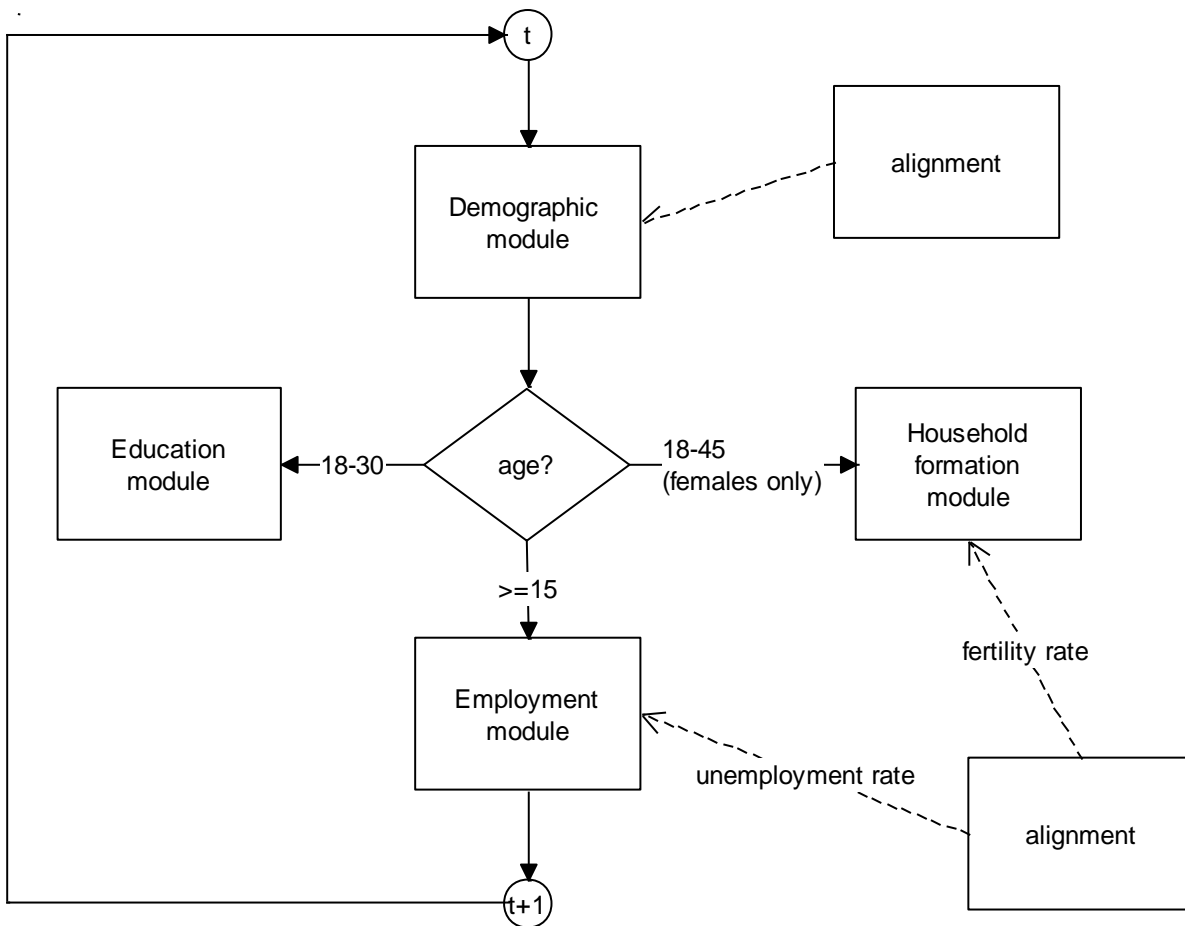 t
alignment
Demographic
module
Education
module
18-30
age?
18-45
(females only)
Household
formation
module
>=15
fertility rate
Employment
module
unemployment rate
alignment
t+1